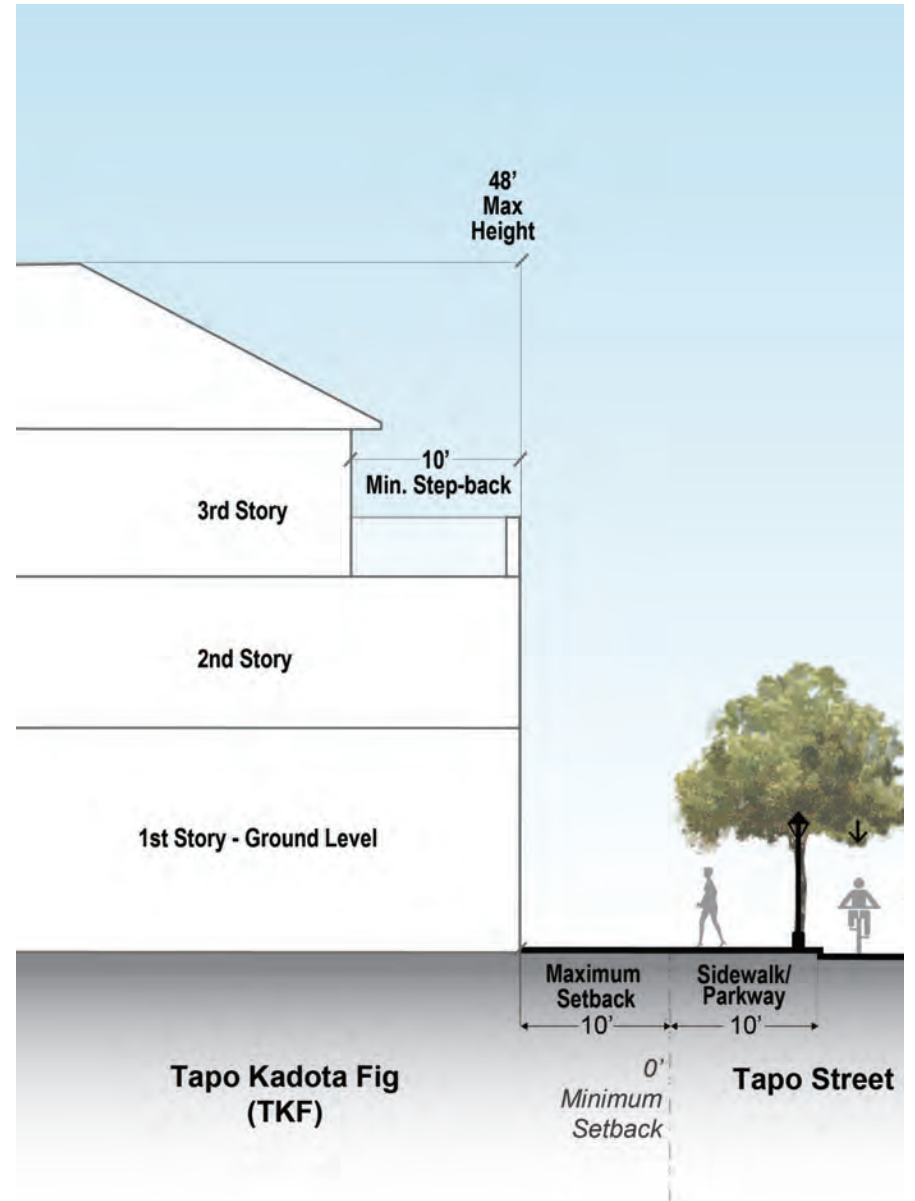 48'
Max
Height
10'
Min. Step-back
3rd Story
2nd Story
1st Story - Ground Level
Maximum
Setback
10'
Sidewalk/
Parkway
10'
Tapo Kadota Fig
(TKF)
0'
Minimum
Setback
Tapo Street